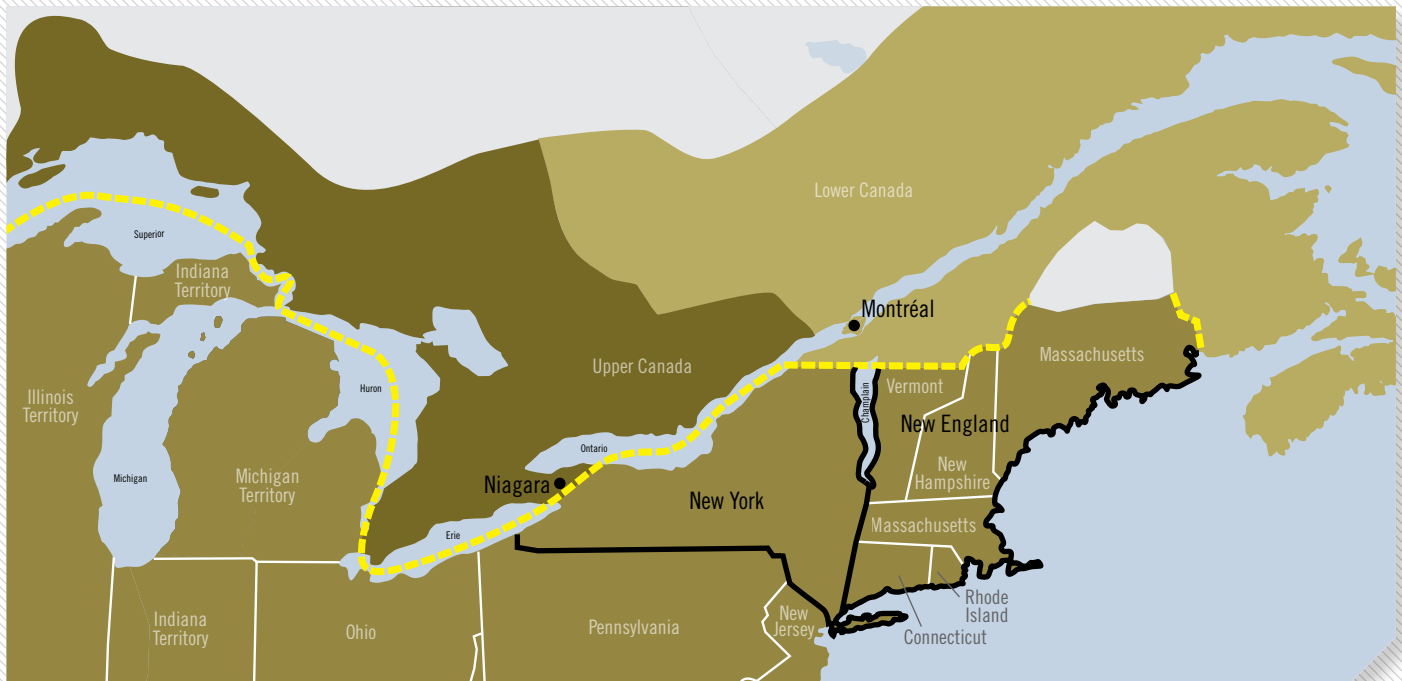 Lower Canada
Superior
Indiana
Territory
Montréal
Upper Canada
Massachusetts
Huron
Vermont
Champlain
Illinois
Territory
New England
Ontario
Michigan
Michigan
Territory
Niagara
New
Hampshire
New York
Erie
Massachusetts
Indiana
Territory
Ohio
Pennsylvania
New
Jersey
Rhode
Island
Connecticut